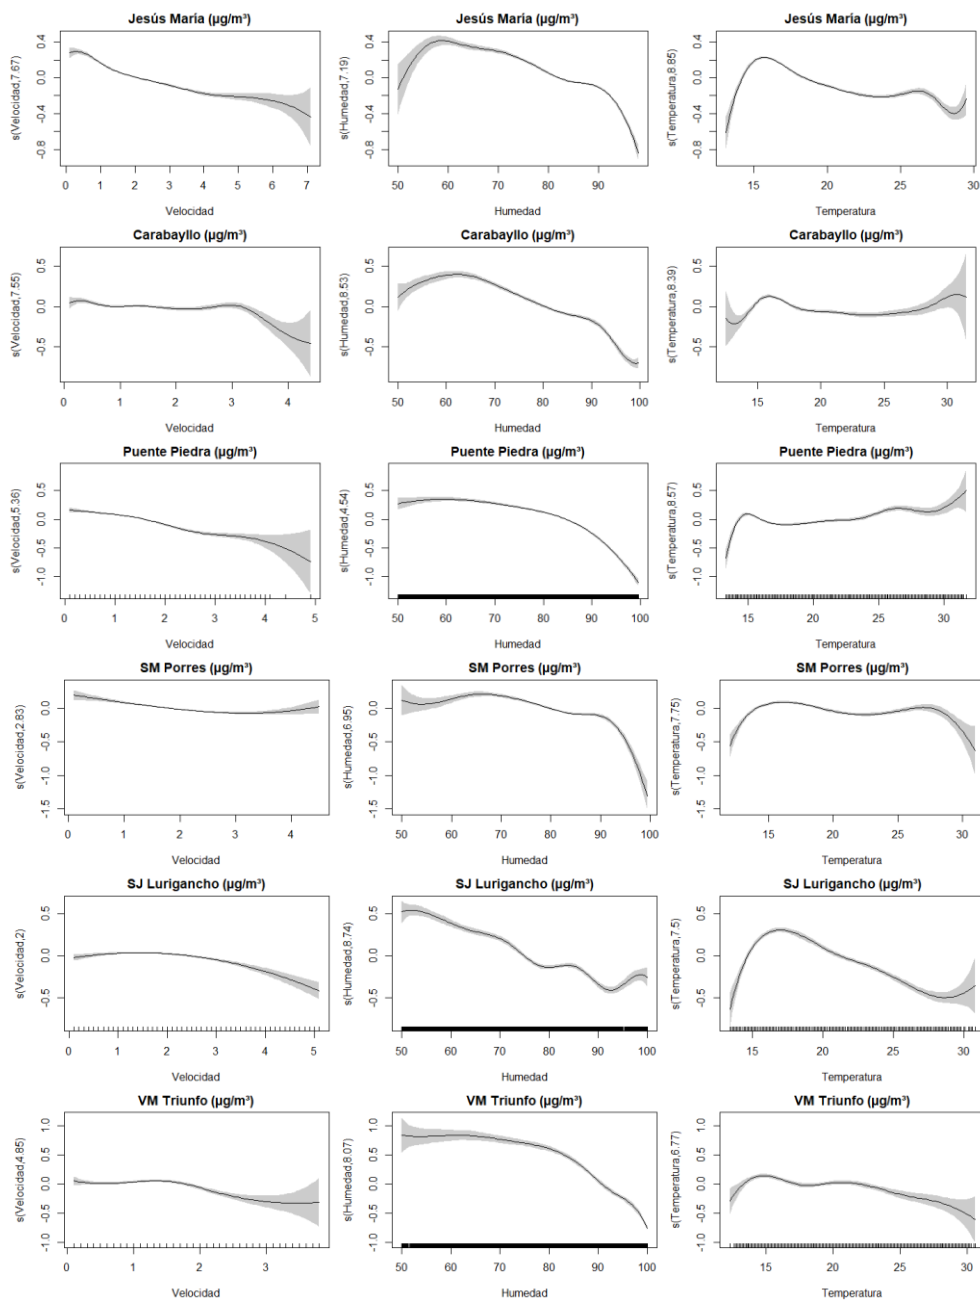 Jesús María (µg/m³)
s(Velocidad,7.67)
0.4
0.0
-0.4
-0.8
0 1 2 3 4 5 6 7
Velocidad
Jesús María (µg/m³)
s(Humedad,7.19)
0.4
0.0
-0.4
-0.8
50 60 70 80 90
Humedad
Jesús María (µg/m³)
s(Temperatura,8.85)
0.4
0.0
-0.4
-0.8
15 20 25 30
Temperatura
Carabayllo (µg/m³)
s(Velocidad,7.55)
0.5
0.0
-0.5
0 1 2 3 4
Velocidad
Carabayllo (µg/m³)
s(Humedad,8.53)
0.5
0.0
-0.5
50 60 70 80 90 100
Humedad
Carabayllo (µg/m³)
s(Temperatura,8.39)
0.5
0.0
-0.5
15 20 25 30
Temperatura
Puente Piedra (µg/m³)
s(Velocidad,5.36)
0.5
0.0
-1.0
0 1 2 3 4 5
Velocidad
Puente Piedra (µg/m³)
s(Humedad,4.54)
0.5
0.0
-1.0
50 60 70 80 90 100
Humedad
Puente Piedra (µg/m³)
s(Temperatura,8.57)
0.5
0.0
-1.0
15 20 25 30
Temperatura
SM Porres (µg/m³)
s(Velocidad,2.83)
0.0
-0.5
-1.0
-1.5
0 1 2 3 4
Velocidad
SM Porres (µg/m³)
s(Humedad,6.95)
0.0
-0.5
-1.0
-1.5
50 60 70 80 90 100
Humedad
SM Porres (µg/m³)
s(Temperatura,7.75)
0.0
-0.5
-1.0
-1.5
15 20 25 30
Temperatura
SJ Lurigancho (µg/m³)
s(Velocidad,2)
0.5
0.0
-0.5
0 1 2 3 4 5
Velocidad
SJ Lurigancho (µg/m³)
s(Humedad,8.74)
0.5
0.0
-0.5
50 60 70 80 90 100
Humedad
SJ Lurigancho (µg/m³)
s(Temperatura,7.5)
0.5
0.0
-0.5
15 20 25 30
Temperatura
VM Triunfo (µg/m³)
s(Velocidad,4.85)
1.0
0.5
0.0
-1.0
0 1 2 3
Velocidad
VM Triunfo (µg/m³)
s(Humedad,8.07)
1.0
0.5
0.0
-1.0
50 60 70 80 90 100
Humedad
VM Triunfo (µg/m³)
s(Temperatura,6.77)
1.0
0.5
0.0
-1.0
15 20 25 30
Temperatura